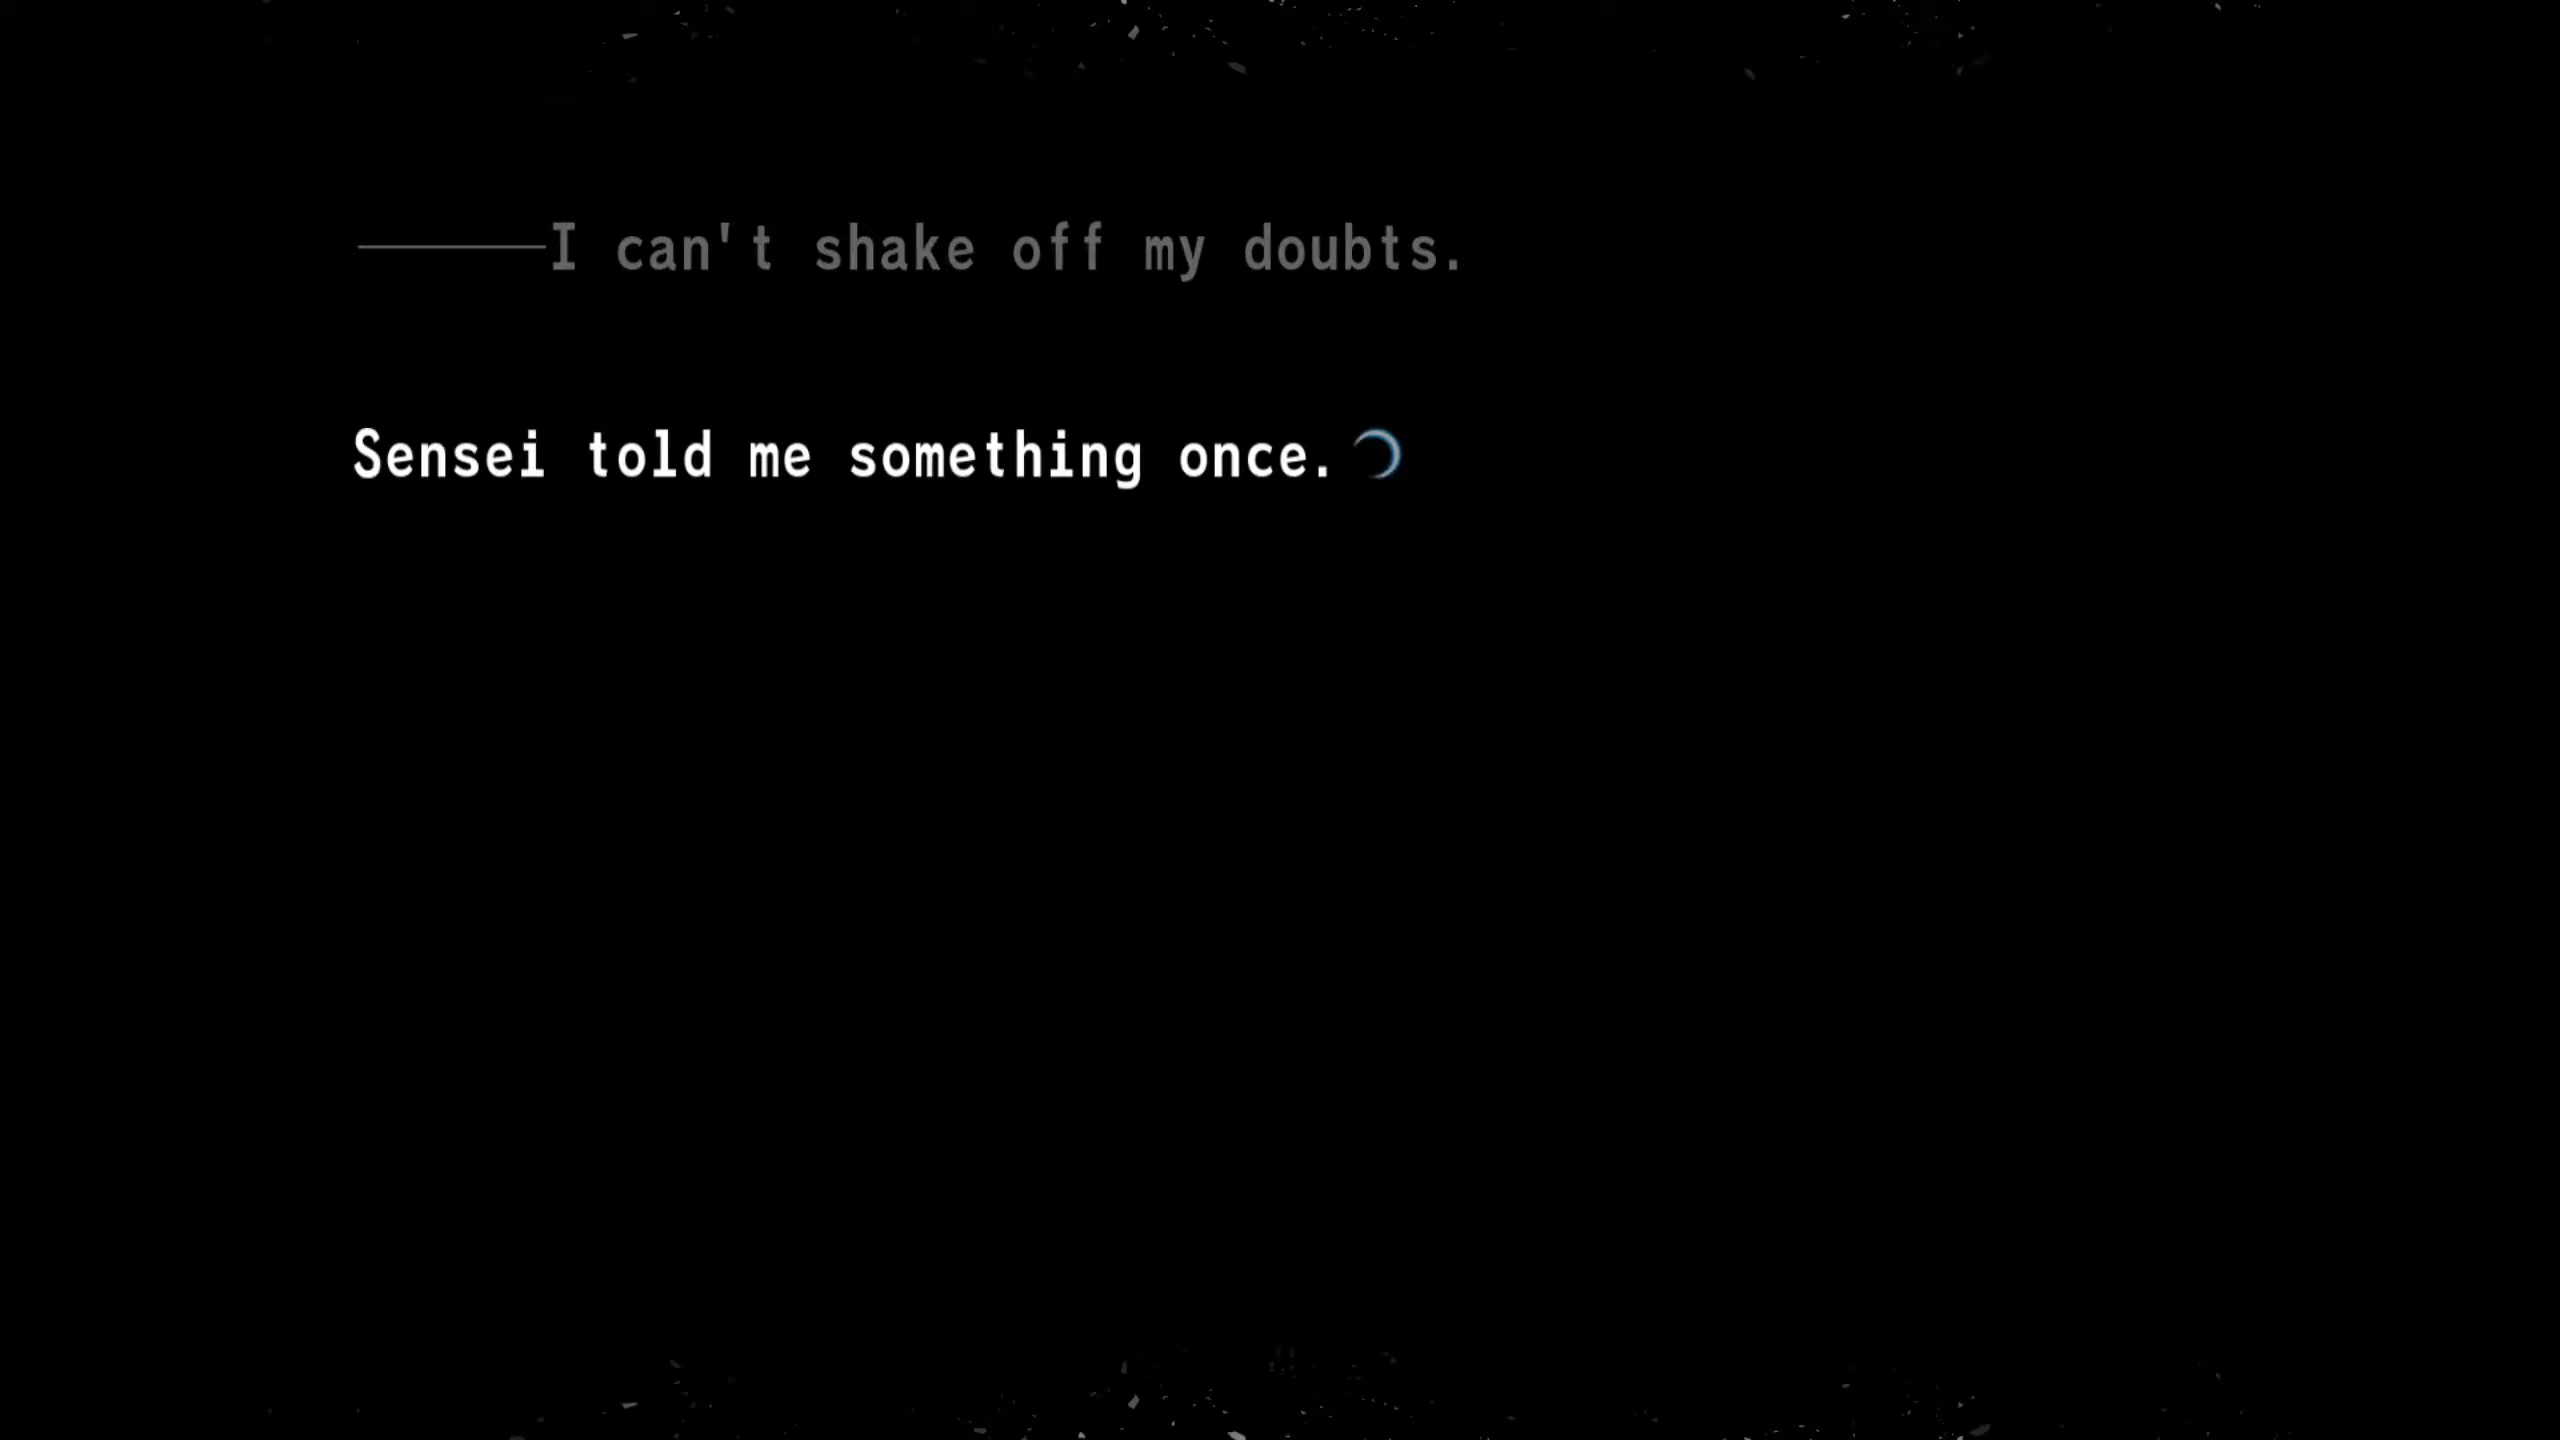 ———I can't shake off my doubts.
Sensei told me something once.